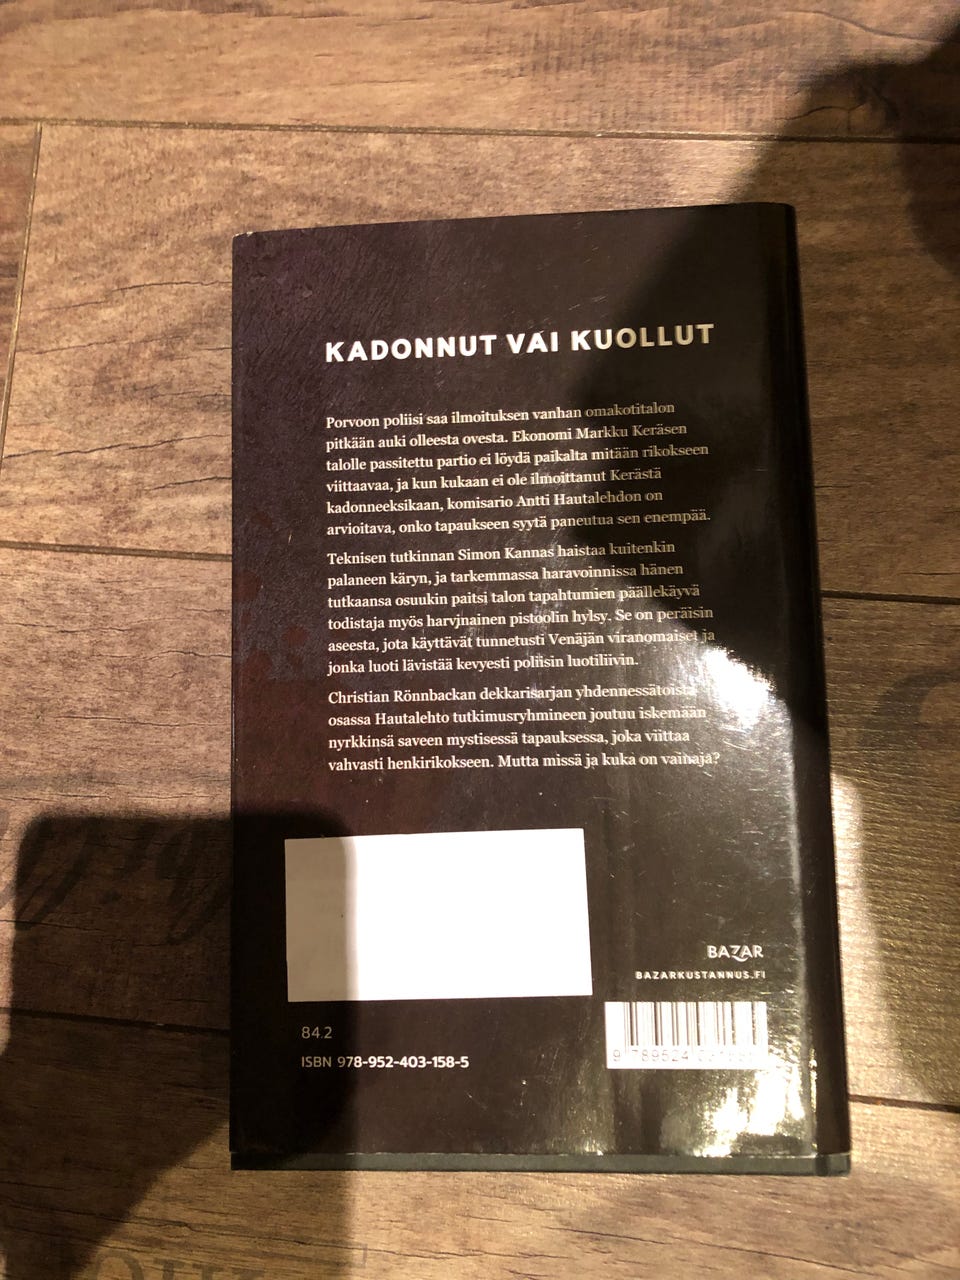 KADONNUT VAI KUOLLUT
Porvoon poliisi saa ilmoituksen vanhan omakotitalon
pitkään auki olleesta ovesta. Ekonomi Markku Keräsen
talolle passitettu partio ei löydä paikalta mitään rikokseen
viittaavaa, ja kun kukaan ei ole ilmoittanut Kerästä
kadonneeksikaan, komisario Antti Hautalehdon on
arvioitava, onko tapaukseen syytä paneutua sen enempää.
Teknisen tutkinnan Simon Kannas haistaa kuitenkin
palaneen käryn, ja tarkemmassa haravoinnissa hänen
tutkaansa osuukin paitsi talon tapahtumien päällekäyvä
todistaja myös harvinainen pistoolin hylsy. Se on peräisin
aseesta, jota käyttävät tunnetusti Venäjän viranomaiset ja
jonka luoti lävistää kevyesti poliisin luotiliivin.
Christian Rönnbackan dekkarisarjan yhdennessätoista
osassa Hautalehto tutkimusryhmineen joutuu iskemään
nyrkkinsä saveen mystisessä tapauksessa, joka viittaa
vahvasti henkirikokseen. Mutta missä ja kuka on vainaja?
BAZAR
BAZARKUSTANNUS.FI
84.2
ISBN 978-952-403-158-5